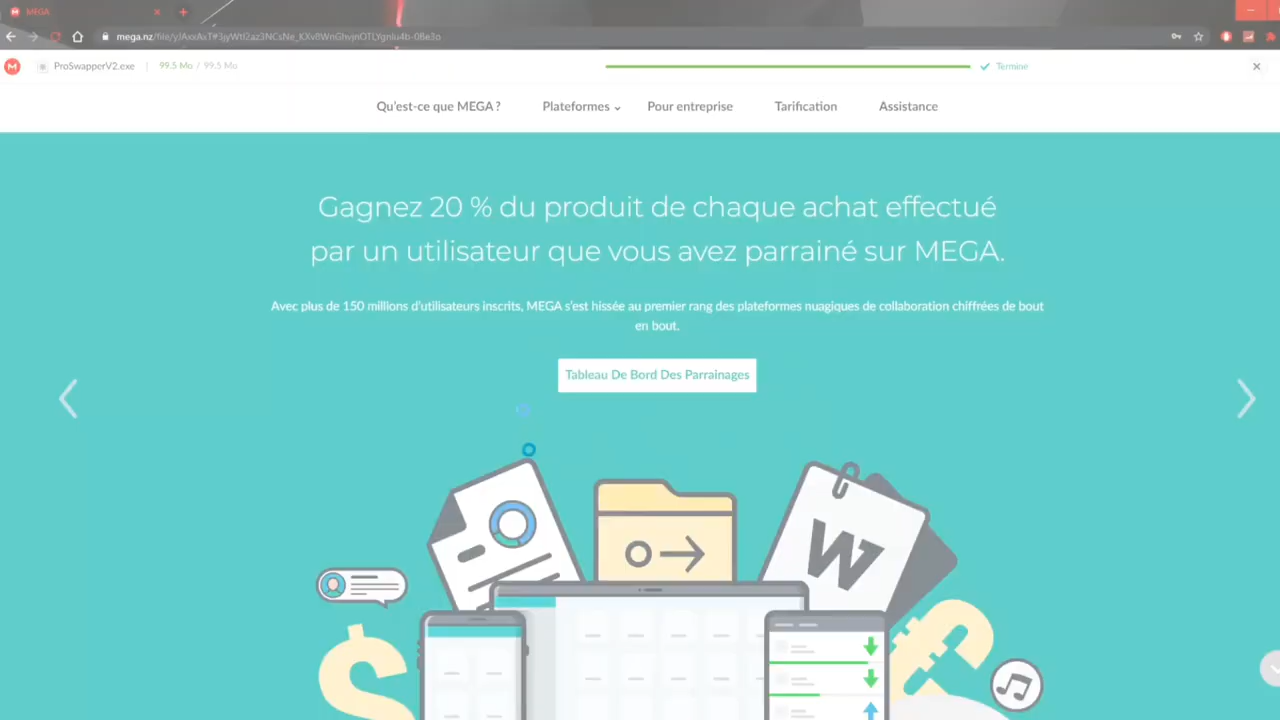 MEGA
mega.nz
ProSwapperV2.exe
99.5 Mo / 99.5 Mo
Terminé
Qu'est-ce que MEGA ?
Plateformes
Pour entreprise
Tarification
Assistance
Gagnez 20 % du produit de chaque achat effectué
par un utilisateur que vous avez parrainé sur MEGA.
Avec plus de 150 millions d'utilisateurs inscrits, MEGA s'est hissée au premier rang des plateformes nuagiques de collaboration chiffrées de bout
en bout.
Tableau De Bord Des Parrainages
W